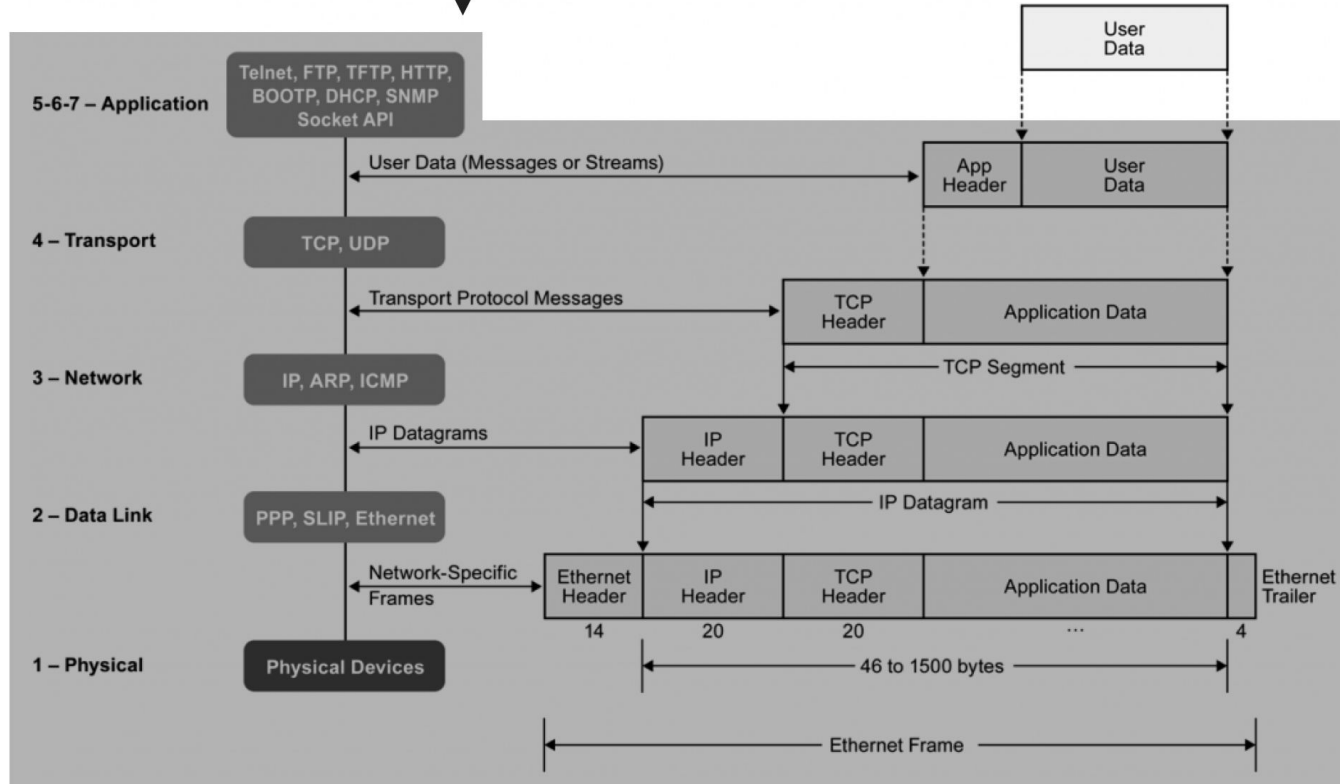 User
Data
Telnet, FTP, TFTP, HTTP,
BOOTP, DHCP, SNMP
Socket API
5-6-7 – Application
User Data (Messages or Streams)
App
Header
User
Data
4 – Transport
TCP, UDP
Transport Protocol Messages
TCP
Header
Application Data
TCP Segment
3 – Network
IP, ARP, ICMP
IP Datagrams
IP
Header
TCP
Header
Application Data
IP Datagram
2 – Data Link
PPP, SLIP, Ethernet
Network-Specific
Frames
Ethernet
Header
IP
Header
TCP
Header
Application Data
Ethernet
Trailer
14
20
20
...
4
1 – Physical
Physical Devices
46 to 1500 bytes
Ethernet Frame